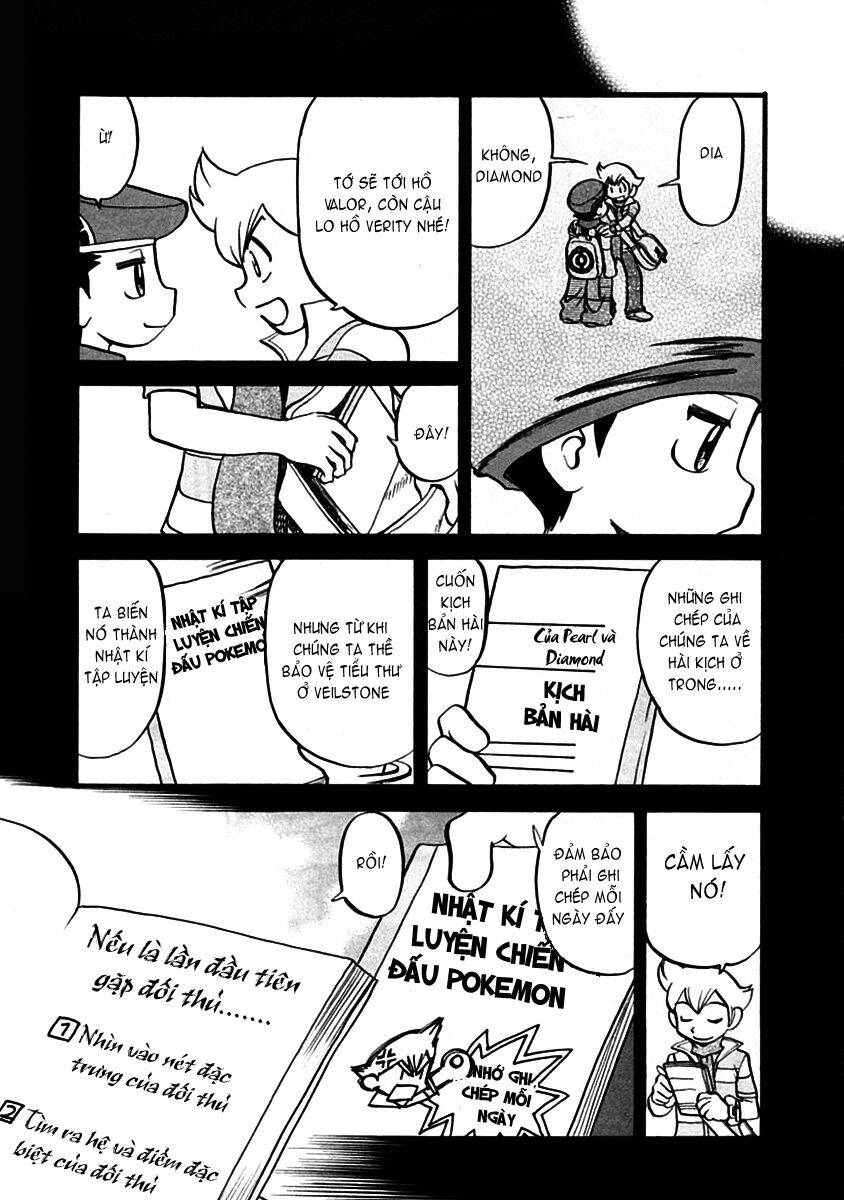 DIA
KHÔNG,
DIAMOND
TỚ SẼ TỚI HỒ
VALOR, CÒN CẬU
LO HỒ VERITY NHÉ!
Ừ!
ĐÂY!
NHỮNG GHI
CHÉP CỦA
CHÚNG TA VỀ
HÀI KỊCH Ở
TRONG.....
CUỐN
KỊCH
BẢN HÀI
NÀY!
Của Pearl và
Diamond
KỊCH
BẢN HÀI
NHƯNG TỪ KHI
CHÚNG TA THỀ
BẢO VỆ TIỂU THƯ
Ở VEILSTONE
NHẬT KÍ TẬP
LUYỆN CHIẾN
ĐẤU POKEMON
TA BIẾN
NÓ THÀNH
NHẬT KÍ
TẬP LUYỆN
CẦM LẤY
NÓ!
ĐẢM BẢO
PHẢI GHI
CHÉP MỖI
NGÀY ĐẤY
RỒI!
NHẬT KÍ TẬP
LUYỆN CHIẾN
ĐẤU POKEMON
NHỚ GHI
CHÉP MỖI
NGÀY
Nếu là lần đầu tiên
gặp đối thủ.......
1 Nhìn vào nét đặc
trưng của đối thủ
2 Tìm ra hệ và điểm đặc
biệt của đối thủ